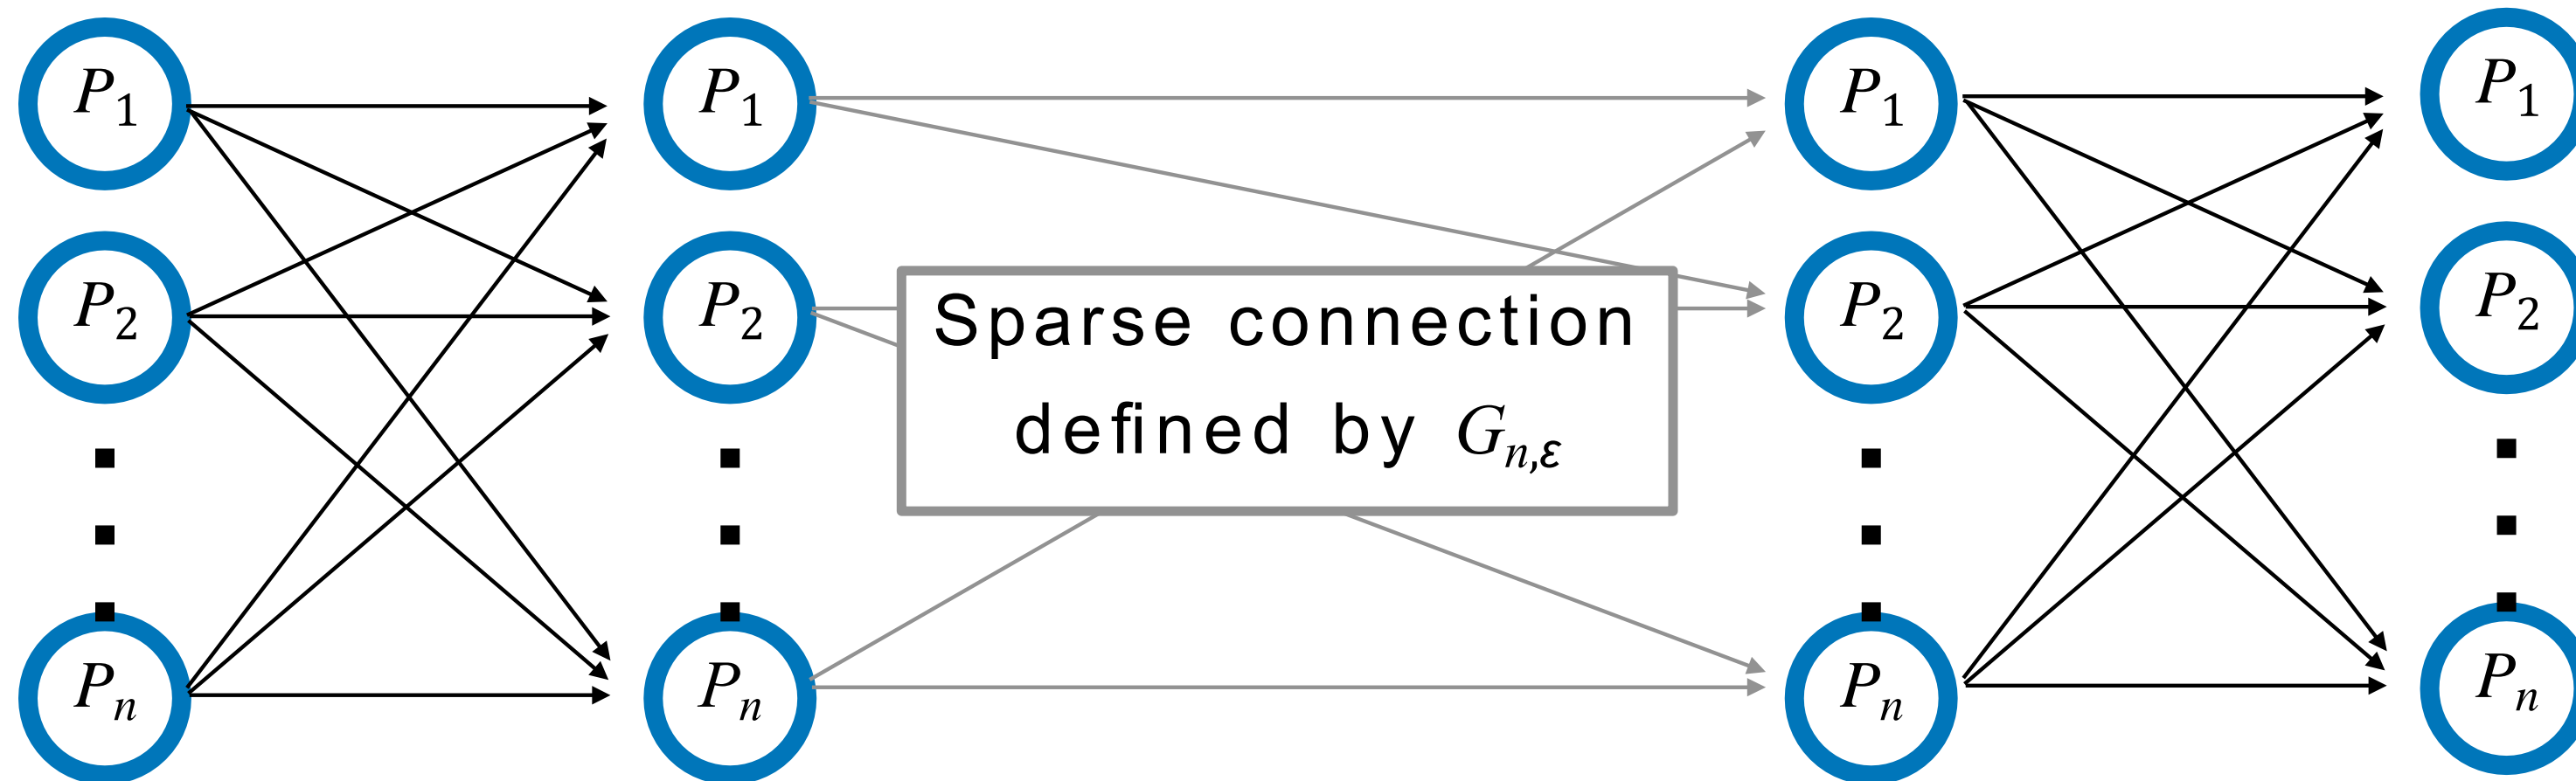 P₁ P₁ P₁ P₁
P₂ P₂ P₂ P₂
Sparse connection
defined by Gₙ,ε
Pₙ Pₙ Pₙ Pₙ